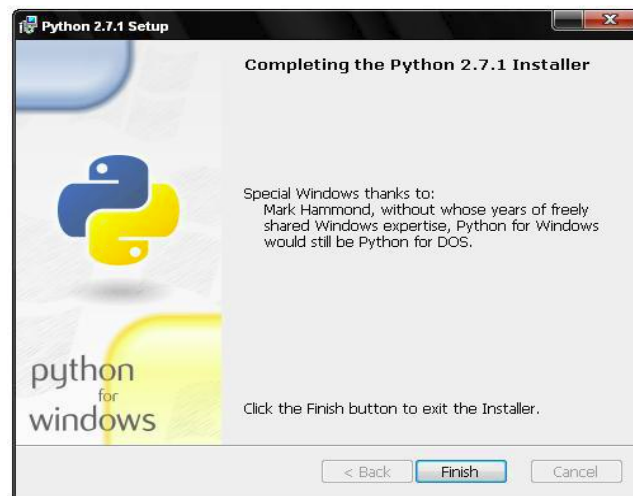 Python 2.7.1 Setup
Completing the Python 2.7.1 Installer
Special Windows thanks to:
Mark Hammond, without whose years of freely
shared Windows expertise, Python for Windows
would still be Python for DOS.
python
for
windows
Click the Finish button to exit the Installer.
< Back
Finish
Cancel